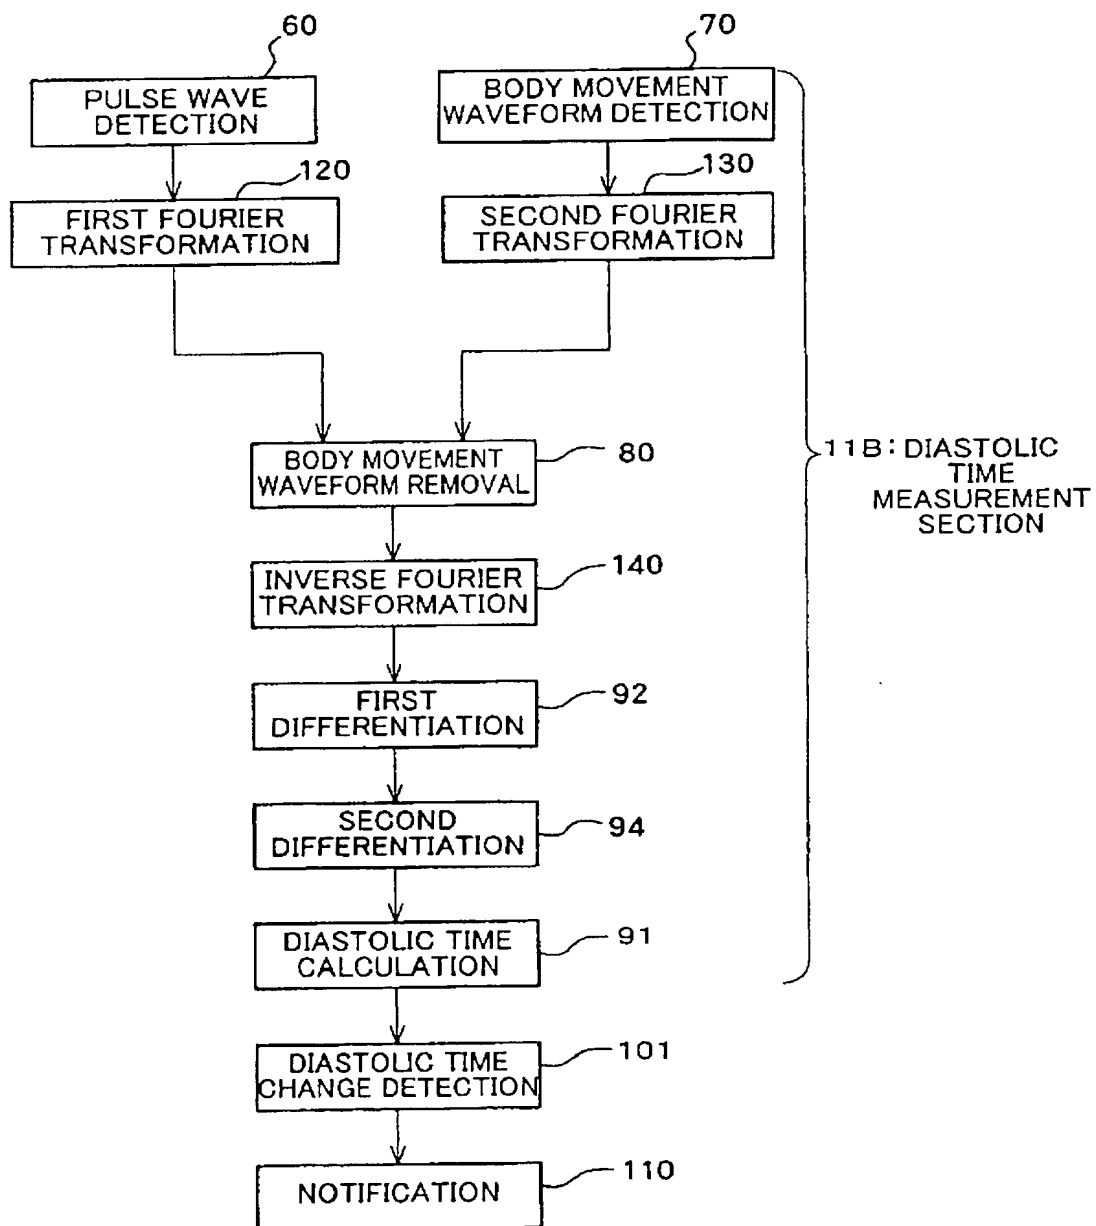 60
PULSE WAVE
DETECTION
70
BODY MOVEMENT
WAVEFORM DETECTION
120
FIRST FOURIER
TRANSFORMATION
130
SECOND FOURIER
TRANSFORMATION
80
BODY MOVEMENT
WAVEFORM REMOVAL
11B: DIASTOLIC
TIME
MEASUREMENT
SECTION
140
INVERSE FOURIER
TRANSFORMATION
92
FIRST
DIFFERENTIATION
94
SECOND
DIFFERENTIATION
91
DIASTOLIC TIME
CALCULATION
101
DIASTOLIC TIME
CHANGE DETECTION
110
NOTIFICATION